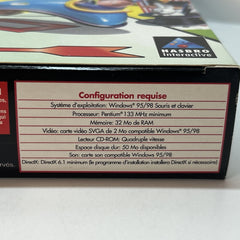 HASBRO
Interactive
Configuration requise
Système d'exploitation: Windows® 95/98 Souris et clavier
Processeur: Pentium® 133 MHz minimum
Mémoire: 32 Mo de RAM
Vidéo: carte vidéo SVGA de 2 Mo compatible Windows® 95/98
Lecteur CD-ROM: Quadruple vitesse
Espace disque dur: 50 Mo disponibles
Son: carte son compatible Windows® 95/98
DirectX: DirectX® 6.1 minimum (le programme d'installation installera DirectX si nécessaire)